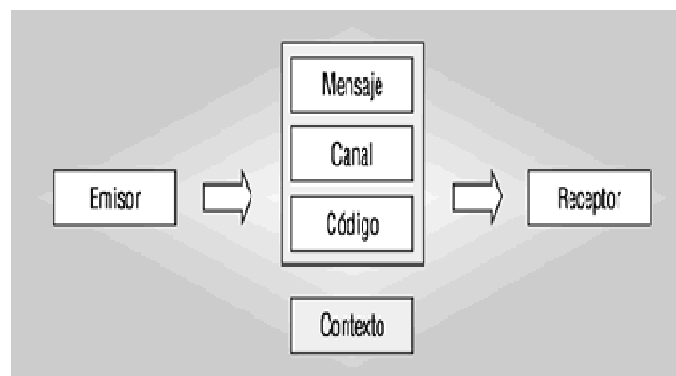 Mensaje
Canal
Emisor
Receptor
Código
Contexto